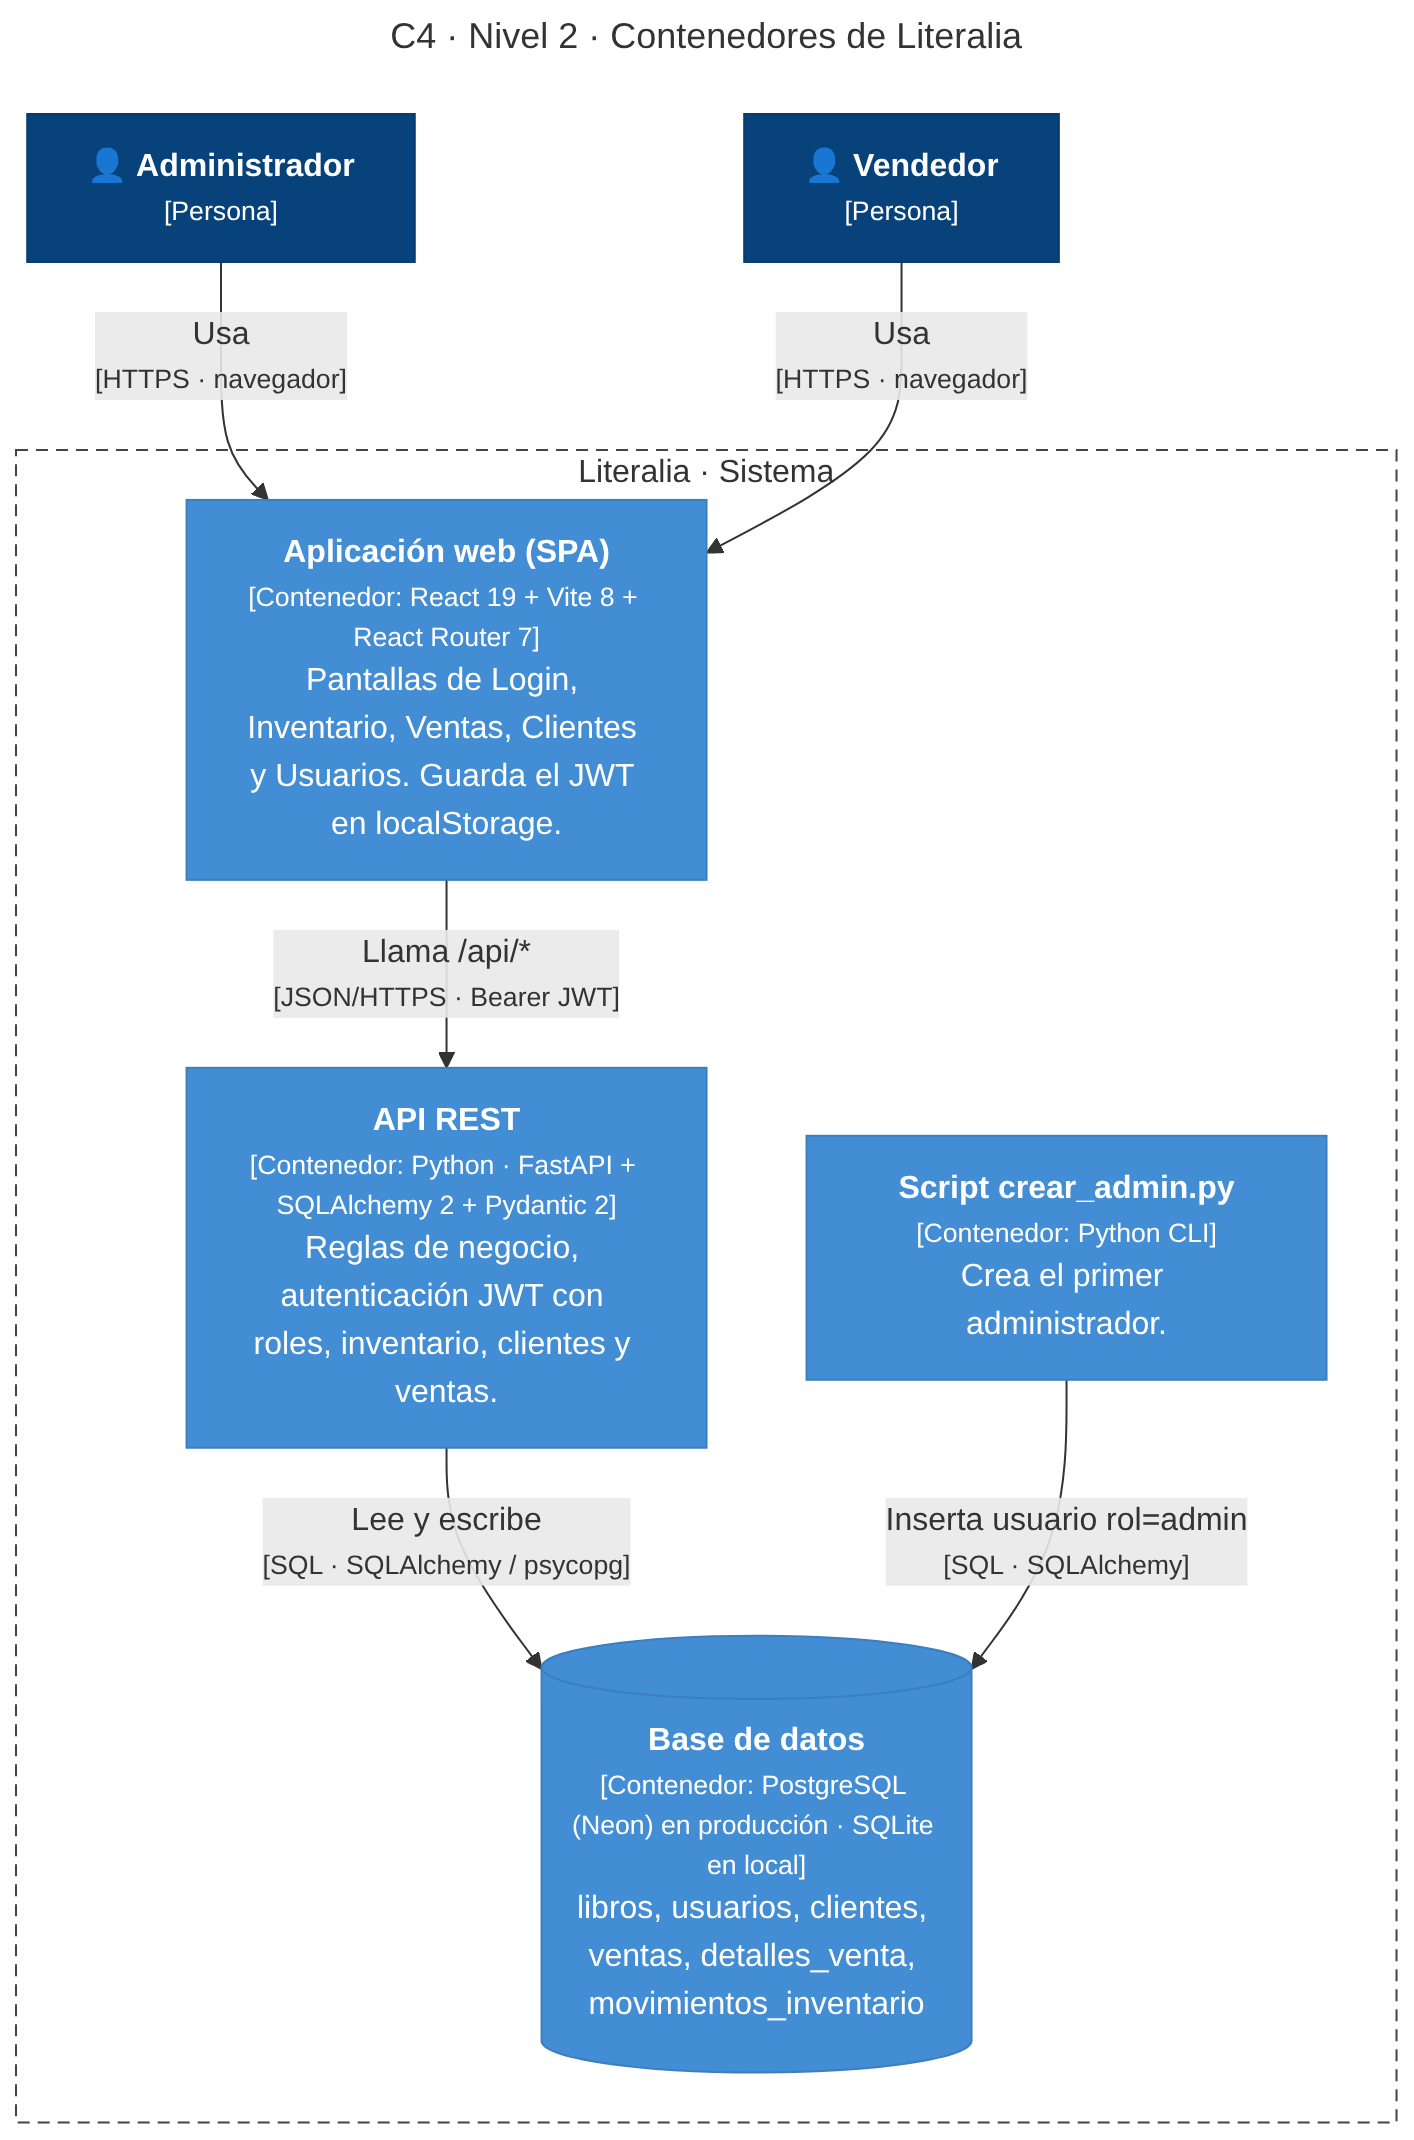 C4 · Nivel 2 · Contenedores de Literalia
Administrador
[Persona]
Vendedor
[Persona]
Usa
[HTTPS · navegador]
Usa
[HTTPS · navegador]
Literalia · Sistema
Aplicación web (SPA)
[Contenedor: React 19 + Vite 8 +
React Router 7]
Pantallas de Login,
Inventario, Ventas, Clientes
y Usuarios. Guarda el JWT
en localStorage.
Llama /api/*
[JSON/HTTPS · Bearer JWT]
API REST
[Contenedor: Python · FastAPI +
SQLAlchemy 2 + Pydantic 2]
Reglas de negocio,
autenticación JWT con
roles, inventario, clientes y
ventas.
Script crear_admin.py
[Contenedor: Python CLI]
Crea el primer
administrador.
Lee y escribe
[SQL · SQLAlchemy / psycopg]
Inserta usuario rol=admin
[SQL · SQLAlchemy]
Base de datos
[Contenedor: PostgreSQL
(Neon) en producción · SQLite
en local]
libros, usuarios, clientes,
ventas, detalles_venta,
movimientos_inventario